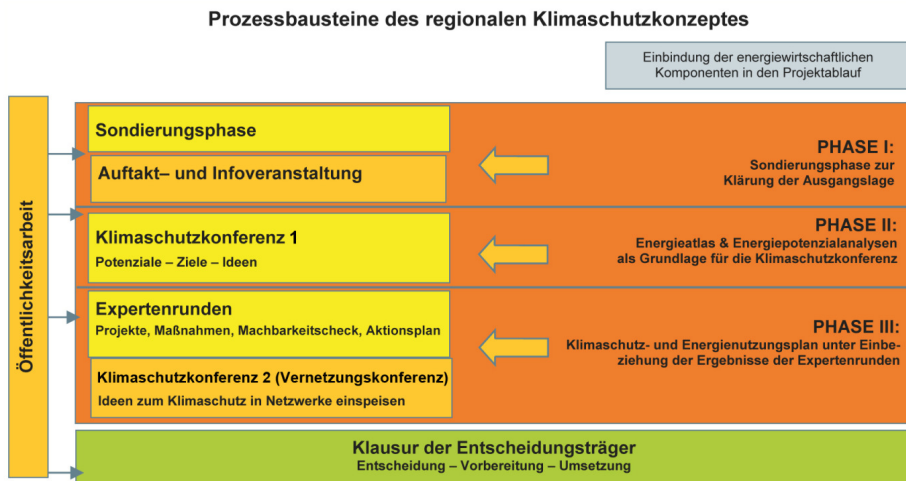 Prozessbausteine des regionalen Klimaschutzkonzeptes
Einbindung der energiewirtschaftlichen
Komponenten in den Projektablauf
Öffentlichkeitsarbeit
Sondierungsphase
Auftakt– und Infoveranstaltung
PHASE I:
Sondierungsphase zur
Klärung der Ausgangslage
Klimaschutzkonferenz 1
Potenziale – Ziele – Ideen
PHASE II:
Energieatlas & Energiepotenzialanalysen
als Grundlage für die Klimaschutzkonferenz
Expertenrunden
Projekte, Maßnahmen, Machbarkeitscheck, Aktionsplan
Klimaschutzkonferenz 2 (Vernetzungskonferenz)
Ideen zum Klimaschutz in Netzwerke einspeisen
PHASE III:
Klimaschutz- und Energienutzungsplan unter Einbe-
ziehung der Ergebnisse der Expertenrunden
Klausur der Entscheidungsträger
Entscheidung – Vorbereitung – Umsetzung